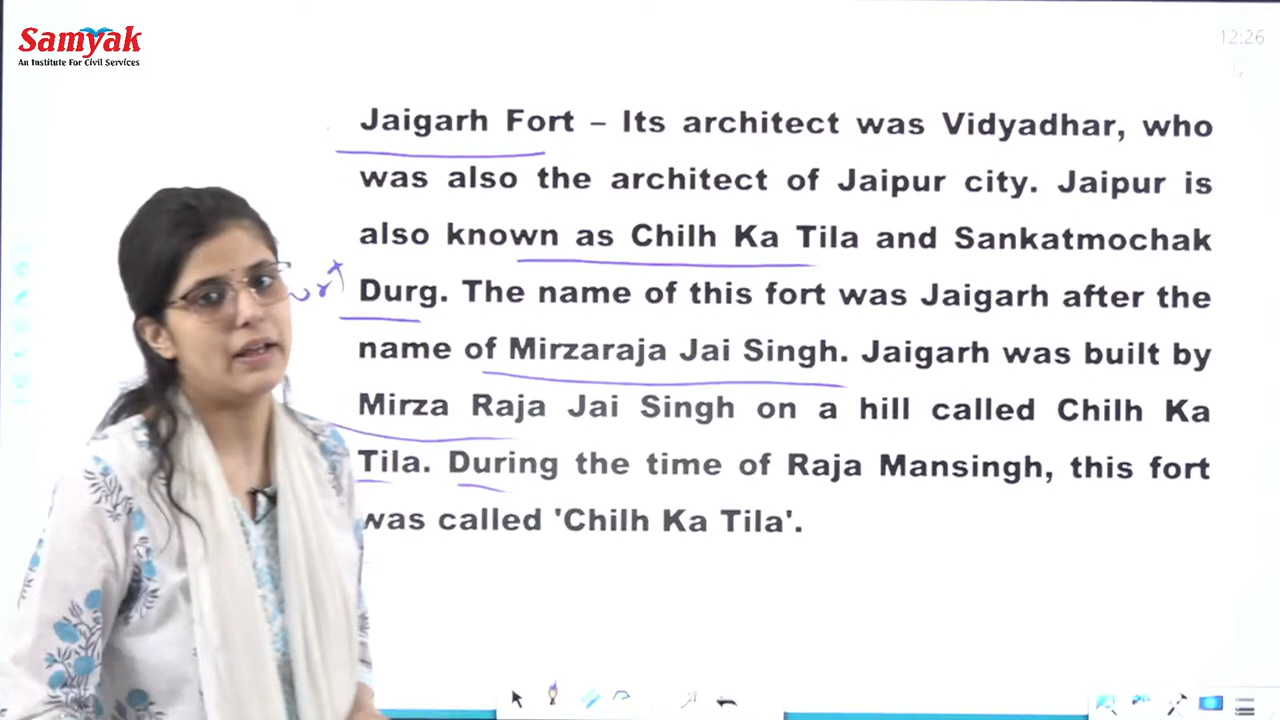 Samyak
An Institute For Civil Services
12:26
Jaigarh Fort – Its architect was Vidyadhar, who
was also the architect of Jaipur city. Jaipur is
also known as Chilh Ka Tila and Sankatmochak
Durg. The name of this fort was Jaigarh after the
name of Mirzaraja Jai Singh. Jaigarh was built by
Mirza Raja Jai Singh on a hill called Chilh Ka
Tila. During the time of Raja Mansingh, this fort
was called 'Chilh Ka Tila'.